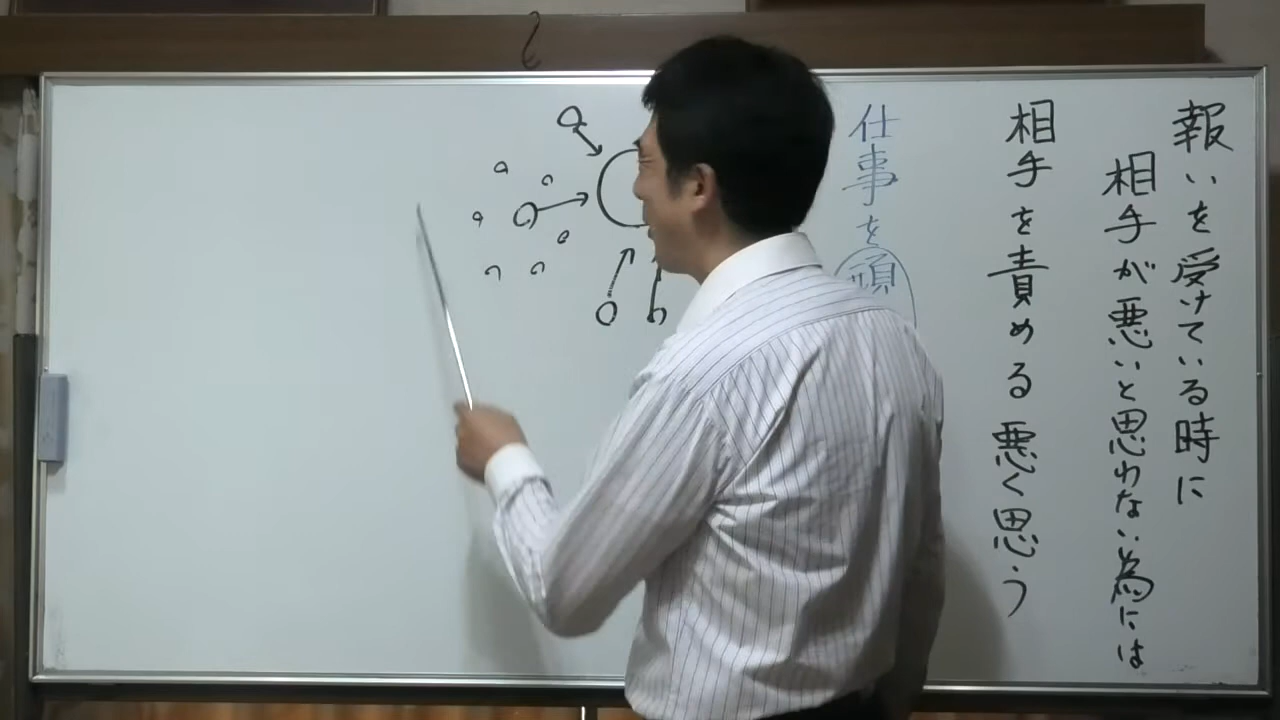 報いを受けている時に
相手が悪いと思わない為には
相手を責める悪く思う
仕事を頑